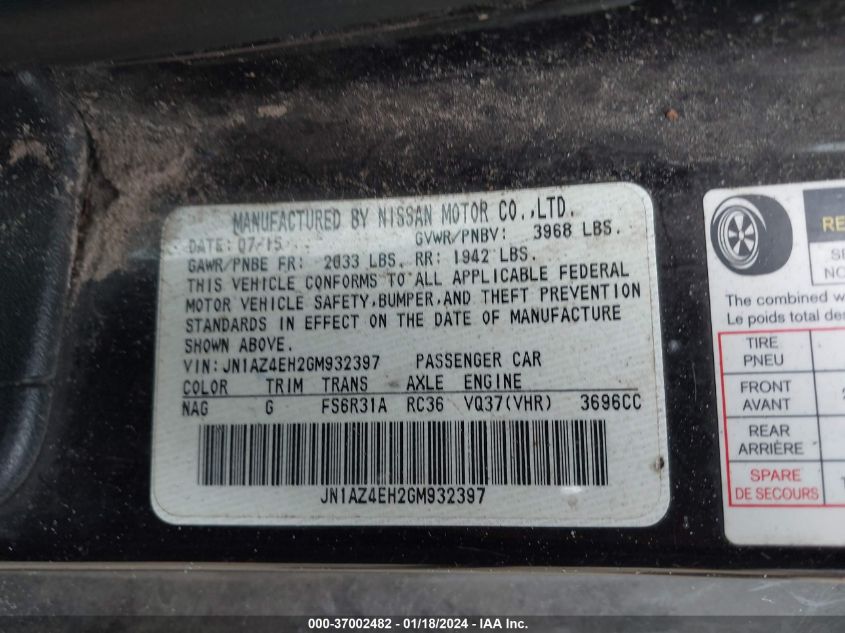 MANUFACTURED BY NISSAN MOTOR CO.,LTD.
DATE: 07/15 GVWR/PNBV: 3968 LBS.
GAWR/PNBE FR: 2033 LBS. RR: 1942 LBS.
THIS VEHICLE CONFORMS TO ALL APPLICABLE FEDERAL
MOTOR VEHICLE SAFETY,BUMPER,AND THEFT PREVENTION
STANDARDS IN EFFECT ON THE DATE OF MANUFACTURE
SHOWN ABOVE.
VIN: JN1AZ4EH2GM932397 PASSENGER CAR
COLOR TRIM TRANS AXLE ENGINE
NAG G FS6R31A RC36 VQ37(VHR) 3696CC
JN1AZ4EH2GM932397
The combined
Le poids total
TIRE
PNEU
FRONT
AVANT
REAR
ARRIÈRE
SPARE
DE SECOURS
000-37002482 - 01/18/2024 - IAA Inc.